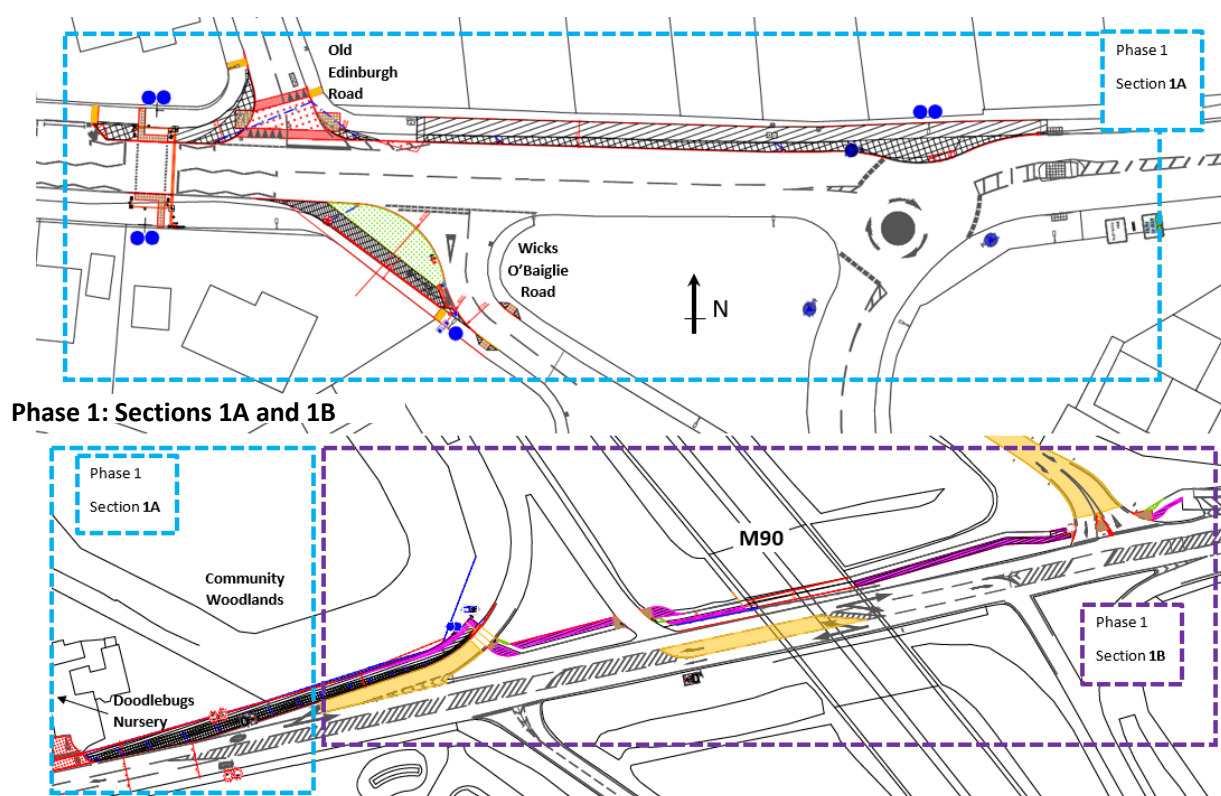 Old
Edinburgh
Road
Phase 1
Section 1A
Wicks
O'Baiglie
Road
N
Phase 1: Sections 1A and 1B
Phase 1
Section 1A
M90
Community
Woodlands
Phase 1
Section 1B
Doodlebugs
Nursery